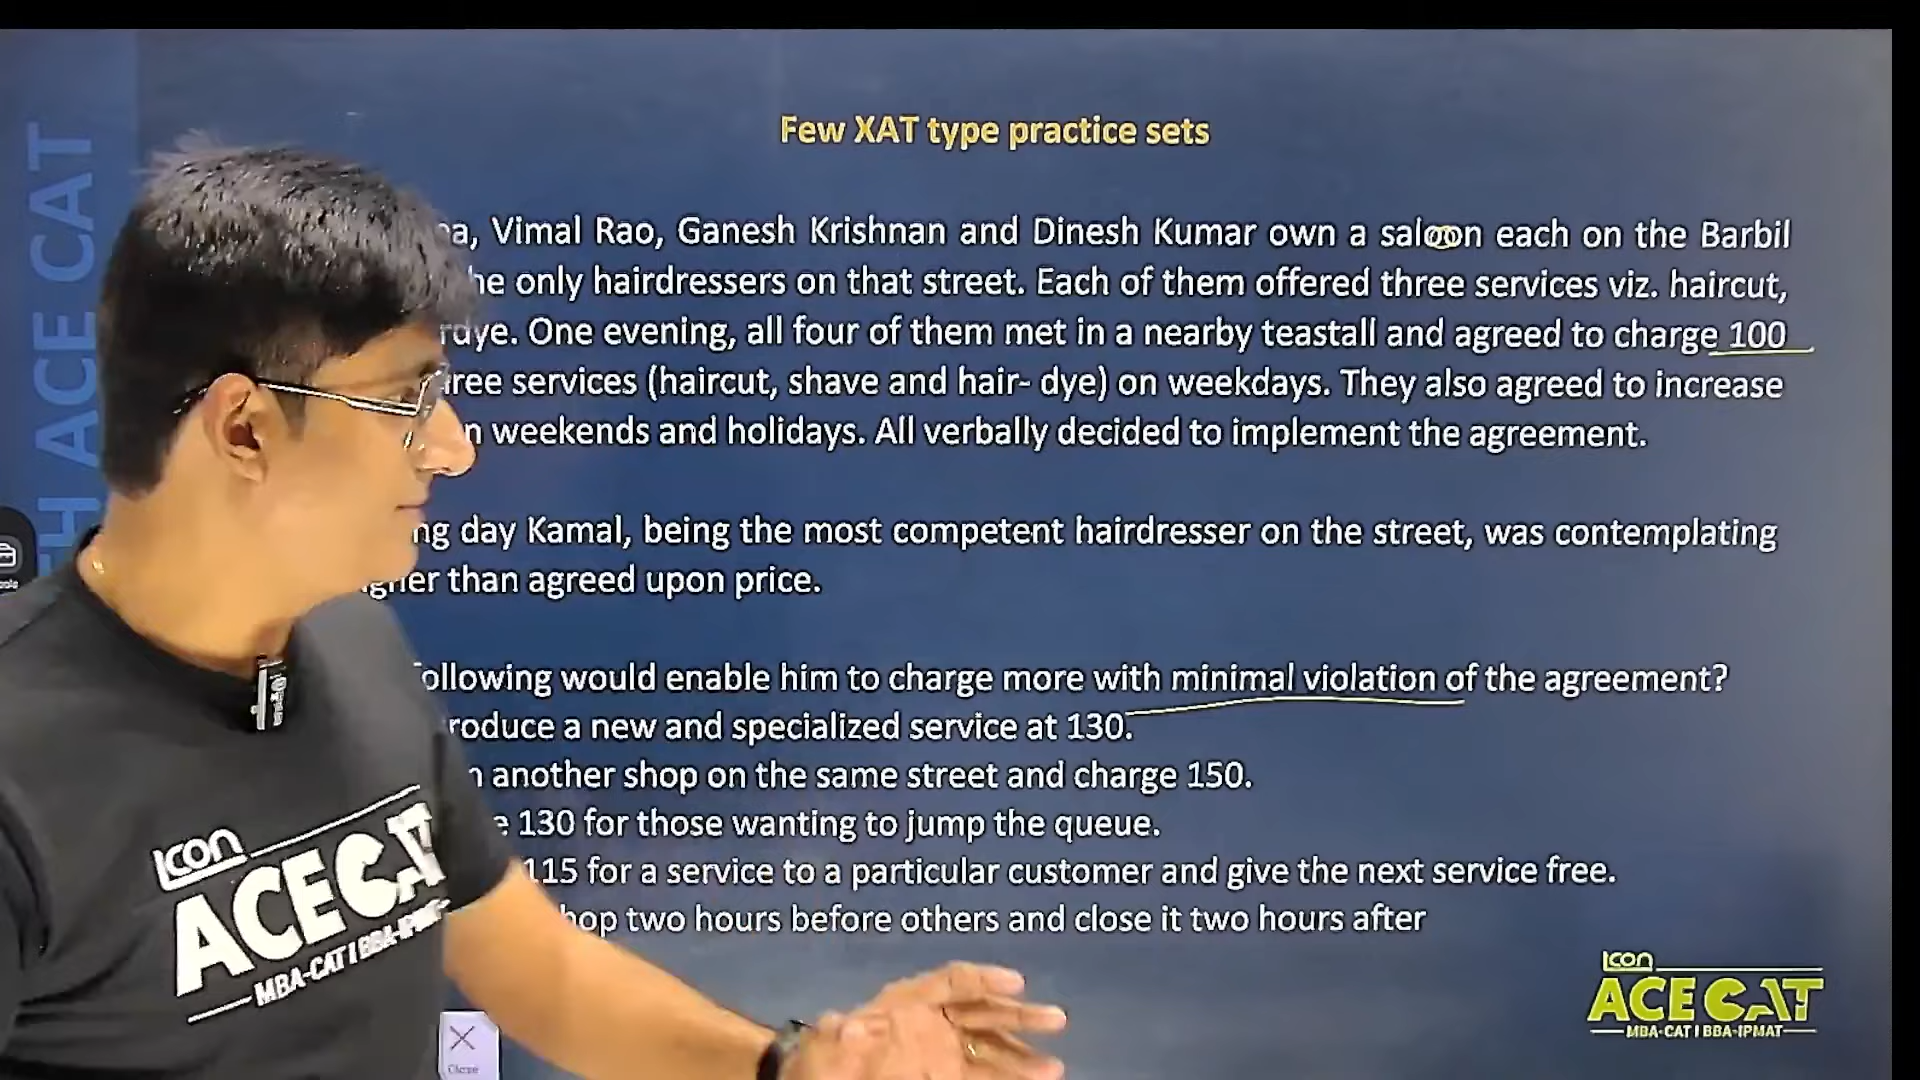 Few XAT type practice sets
Vimal Rao, Ganesh Krishnan and Dinesh Kumar own a saloon each on the Barbil
only hairdressers on that street. Each of them offered three services viz. haircut,
One evening, all four of them met in a nearby teastall and agreed to charge 100
services (haircut, shave and hair- dye) on weekdays. They also agreed to increase
weekends and holidays. All verbally decided to implement the agreement.
day Kamal, being the most competent hairdresser on the street, was contemplating
than agreed upon price.
would enable him to charge more with minimal violation of the agreement?
a new and specialized service at 130.
another shop on the same street and charge 150.
130 for those wanting to jump the queue.
115 for a service to a particular customer and give the next service free.
two hours before others and close it two hours after
H ACE CAT
Icon
ACE CAT
MBA-CAT I BBA-IPMAT
Close
Icon
ACE CAT
MBA-CAT I BBA-IPMAT